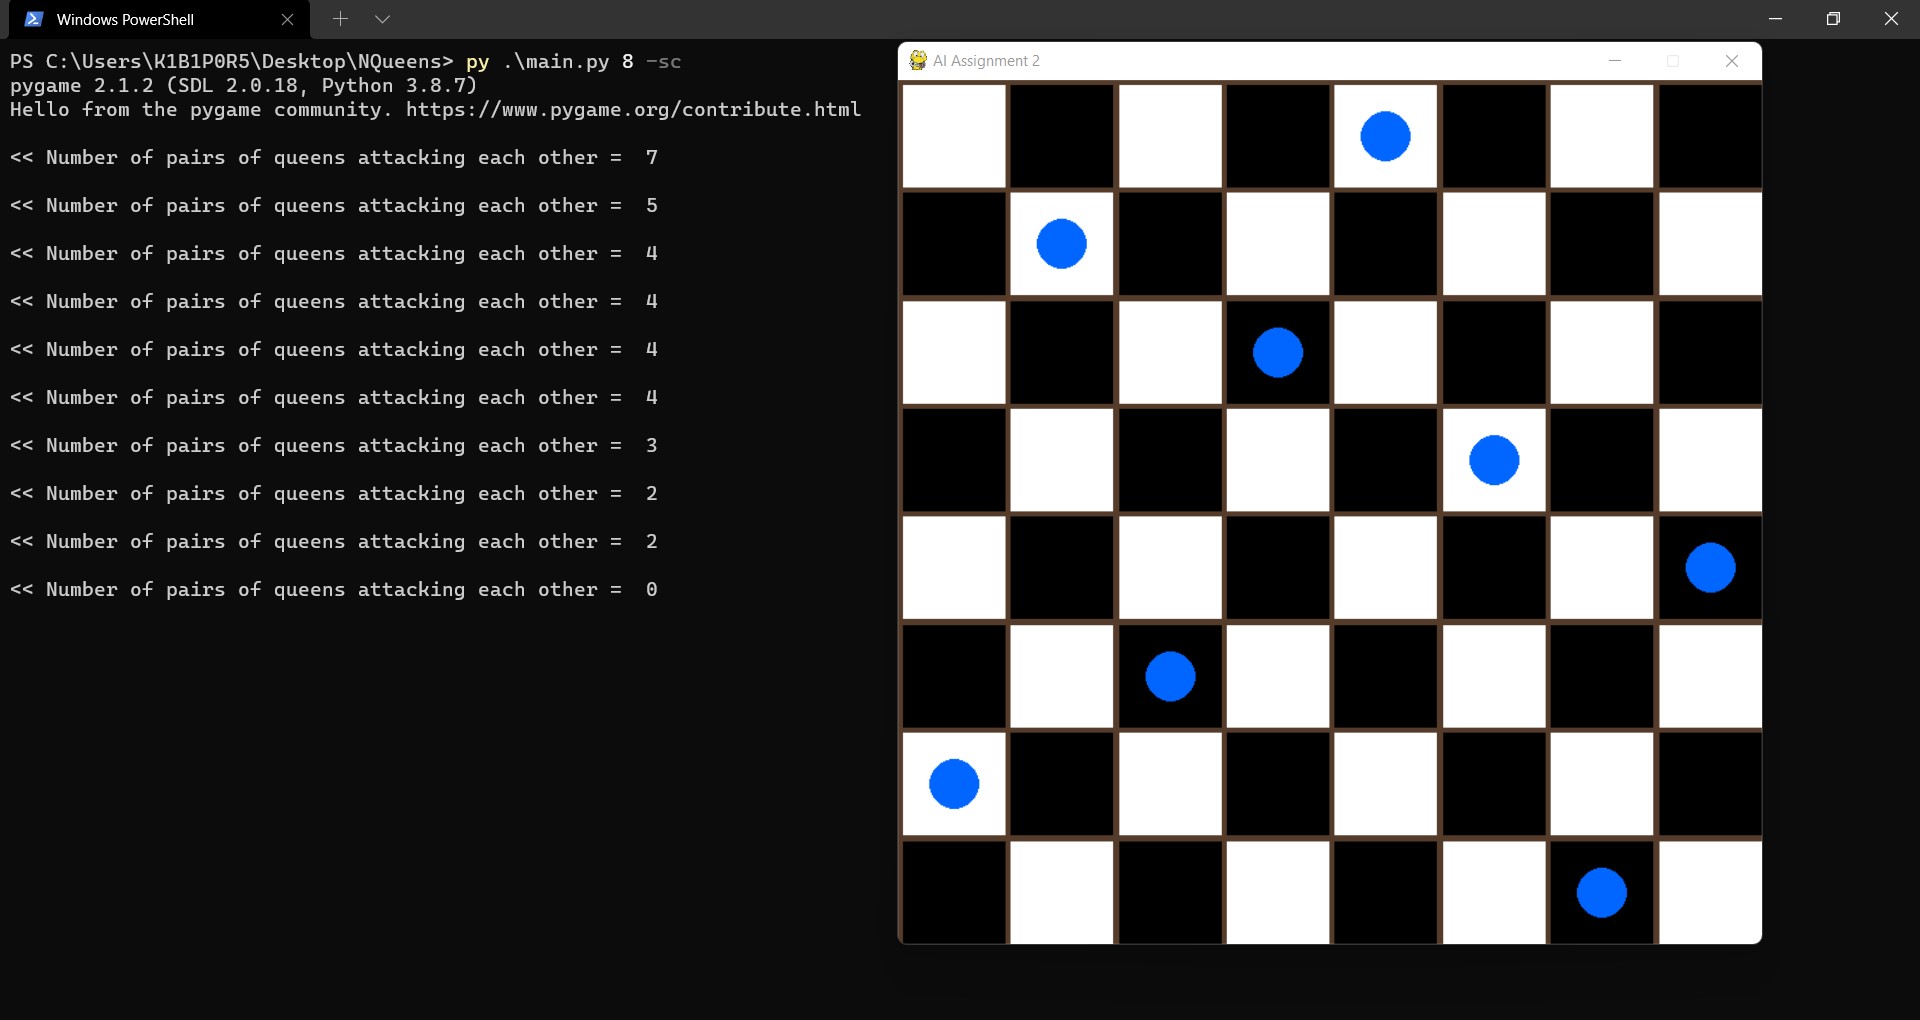 Windows PowerShell
PS C:\Users\K1B1P0R5\Desktop\NQueens> py .\main.py 8 -sc
pygame 2.1.2 (SDL 2.0.18, Python 3.8.7)
Hello from the pygame community. https://www.pygame.org/contribute.html
<< Number of pairs of queens attacking each other =  7
<< Number of pairs of queens attacking each other =  5
<< Number of pairs of queens attacking each other =  4
<< Number of pairs of queens attacking each other =  4
<< Number of pairs of queens attacking each other =  4
<< Number of pairs of queens attacking each other =  4
<< Number of pairs of queens attacking each other =  3
<< Number of pairs of queens attacking each other =  2
<< Number of pairs of queens attacking each other =  2
<< Number of pairs of queens attacking each other =  0
AI Assignment 2